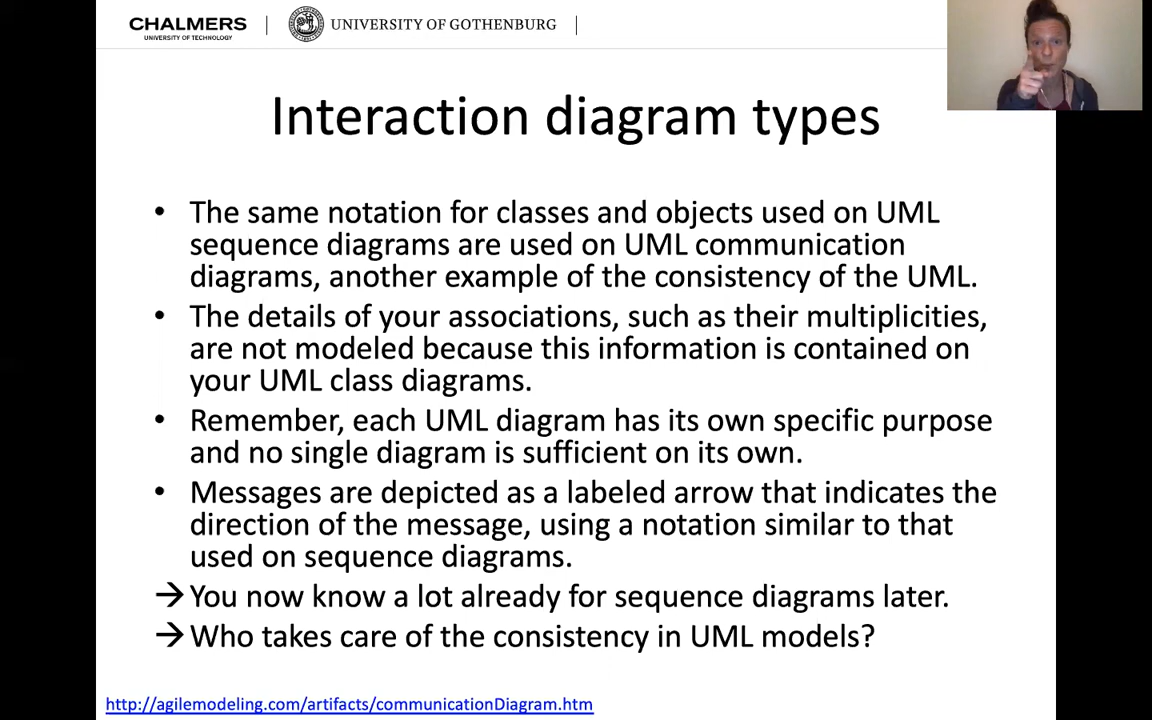 CHALMERS
UNIVERSITY OF TECHNOLOGY
UNIVERSITY OF GOTHENBURG
Interaction diagram types
• The same notation for classes and objects used on UML
sequence diagrams are used on UML communication
diagrams, another example of the consistency of the UML.
• The details of your associations, such as their multiplicities,
are not modeled because this information is contained on
your UML class diagrams.
• Remember, each UML diagram has its own specific purpose
and no single diagram is sufficient on its own.
• Messages are depicted as a labeled arrow that indicates the
direction of the message, using a notation similar to that
used on sequence diagrams.
→ You now know a lot already for sequence diagrams later.
→ Who takes care of the consistency in UML models?
http://agilemodeling.com/artifacts/communicationDiagram.htm